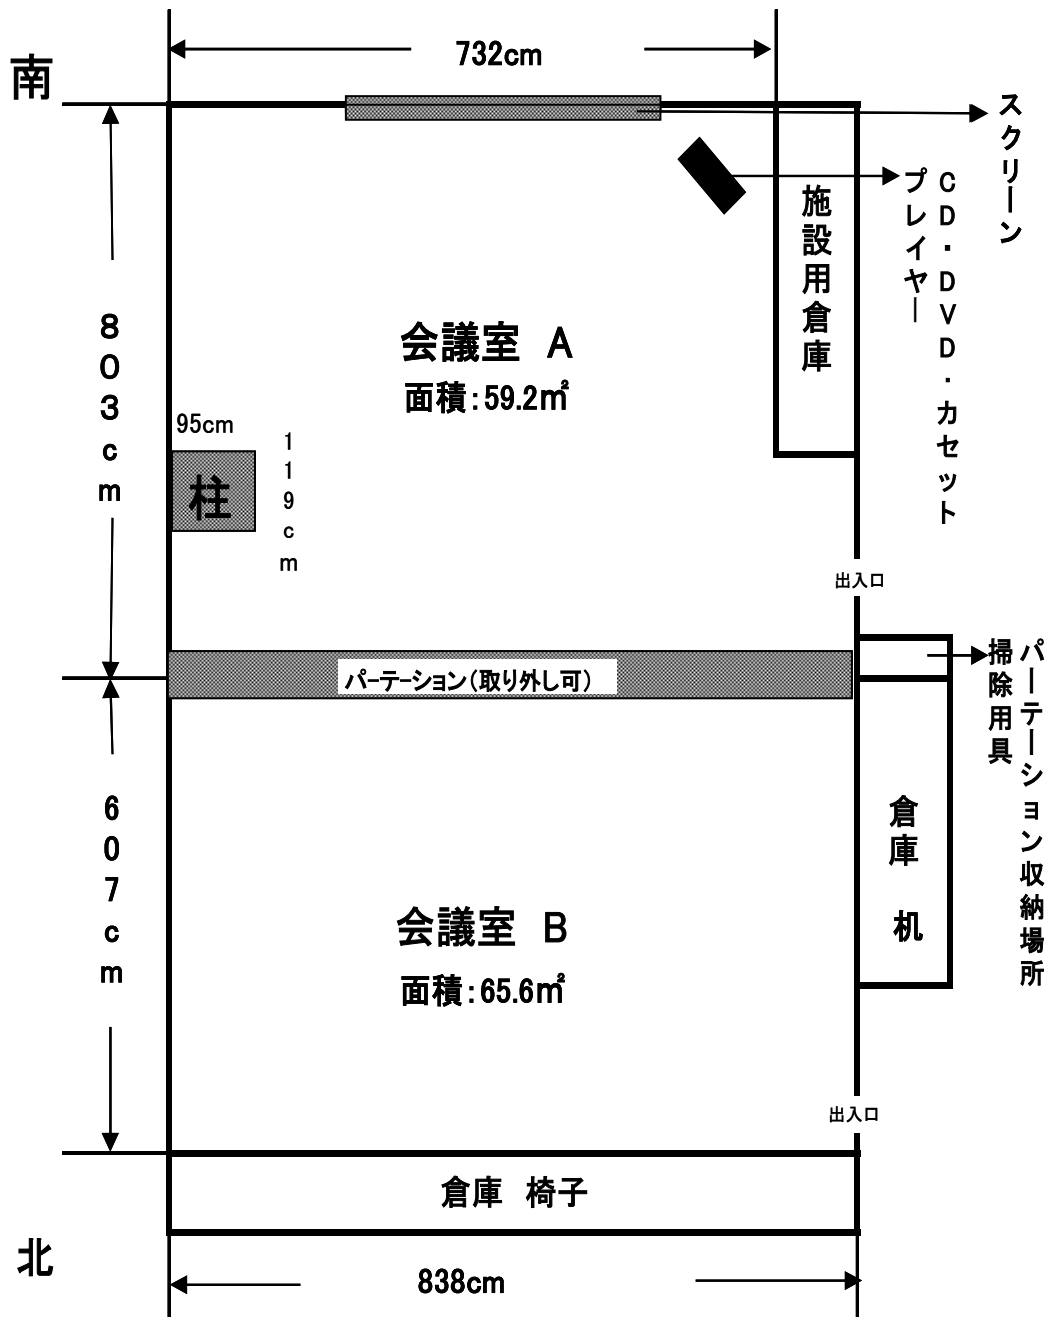 732cm
南
スクリーン
CD・DVD・カセット
プレイヤー
施設用倉庫
会議室 A
面積:59.2㎡
803cm
95cm
119cm
柱
出入口
パーテーション(取り外し可)
パーテーション収納場所
掃除用具
607cm
倉庫 机
会議室 B
面積:65.6㎡
出入口
倉庫 椅子
北
838cm